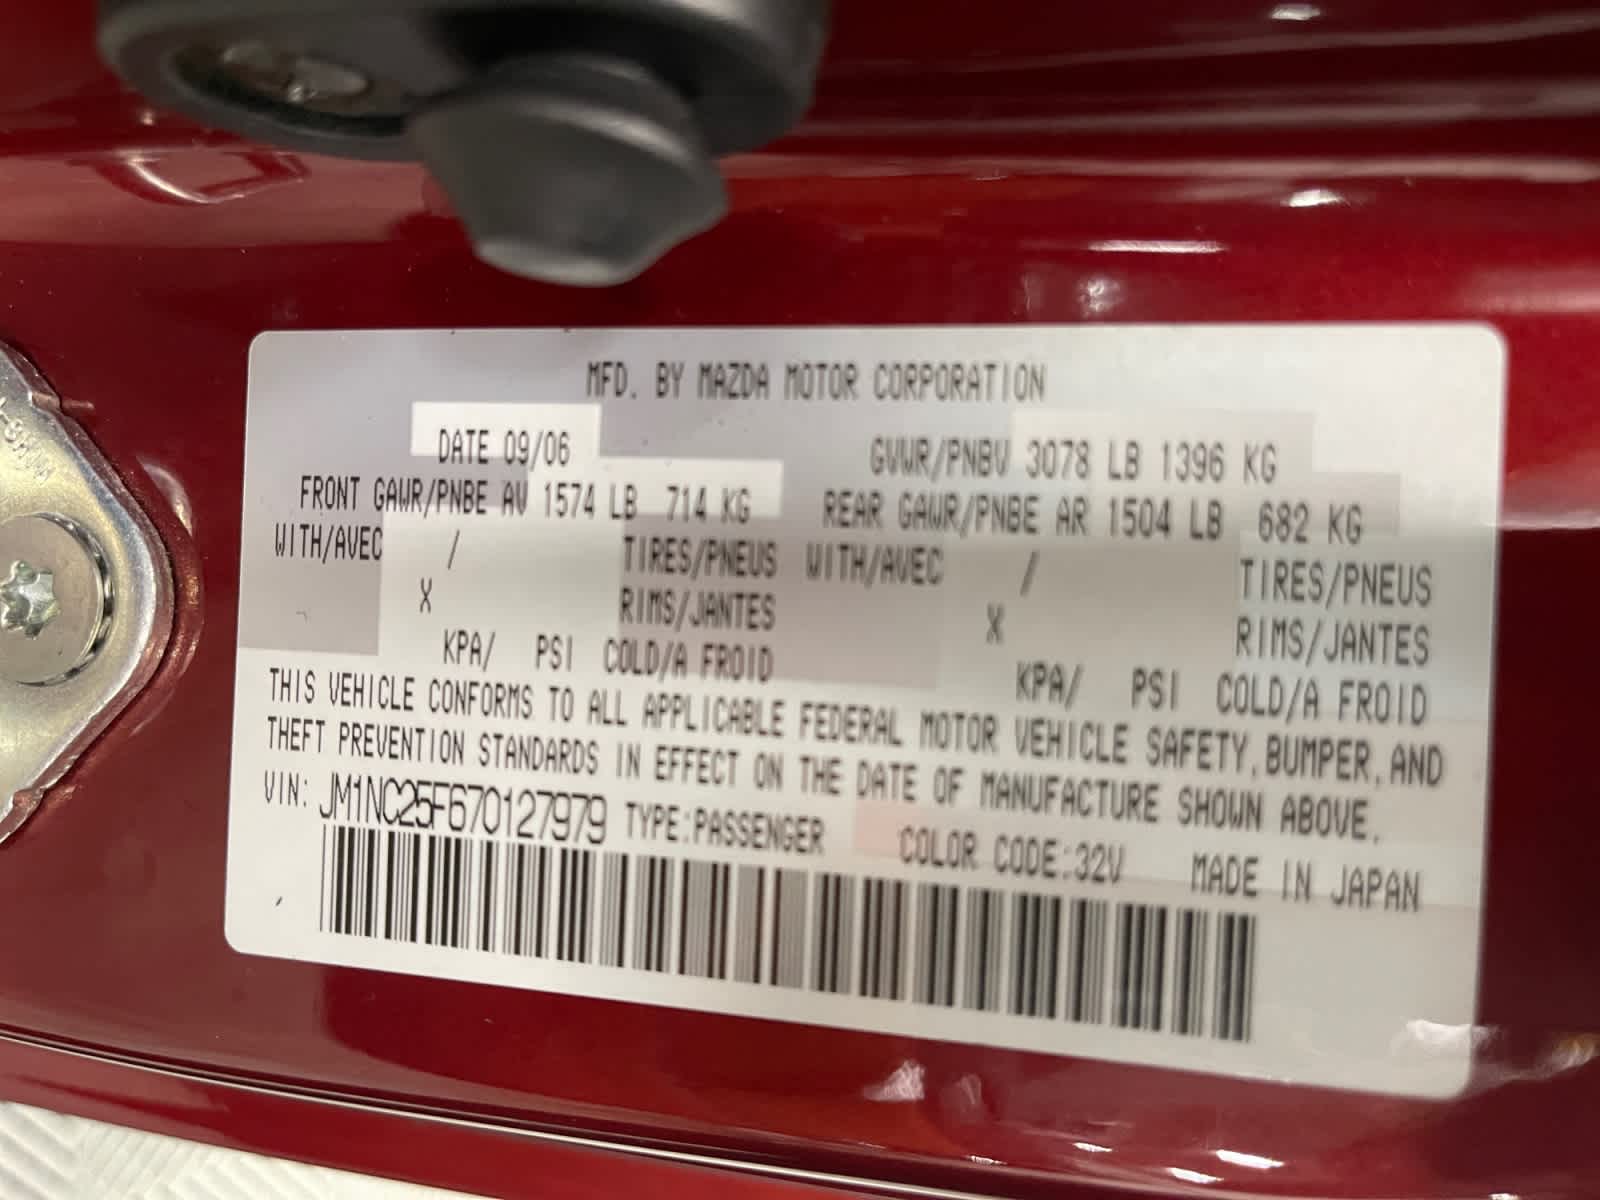 MFD. BY MAZDA MOTOR CORPORATION
DATE 09/06 GVWR/PNBV 3078 LB 1396 KG
FRONT GAWR/PNBE AV 1574 LB 714 KG REAR GAWR/PNBE AR 1504 LB 682 KG
WITH/AVEC / TIRES/PNEUS WITH/AVEC / TIRES/PNEUS
X RIMS/JANTES X RIMS/JANTES
KPA/ PSI COLD/A FROID KPA/ PSI COLD/A FROID
THIS VEHICLE CONFORMS TO ALL APPLICABLE FEDERAL MOTOR VEHICLE SAFETY,BUMPER,AND
THEFT PREVENTION STANDARDS IN EFFECT ON THE DATE OF MANUFACTURE SHOWN ABOVE.
VIN: JM1NC25F670127979 TYPE:PASSENGER COLOR CODE:32V MADE IN JAPAN